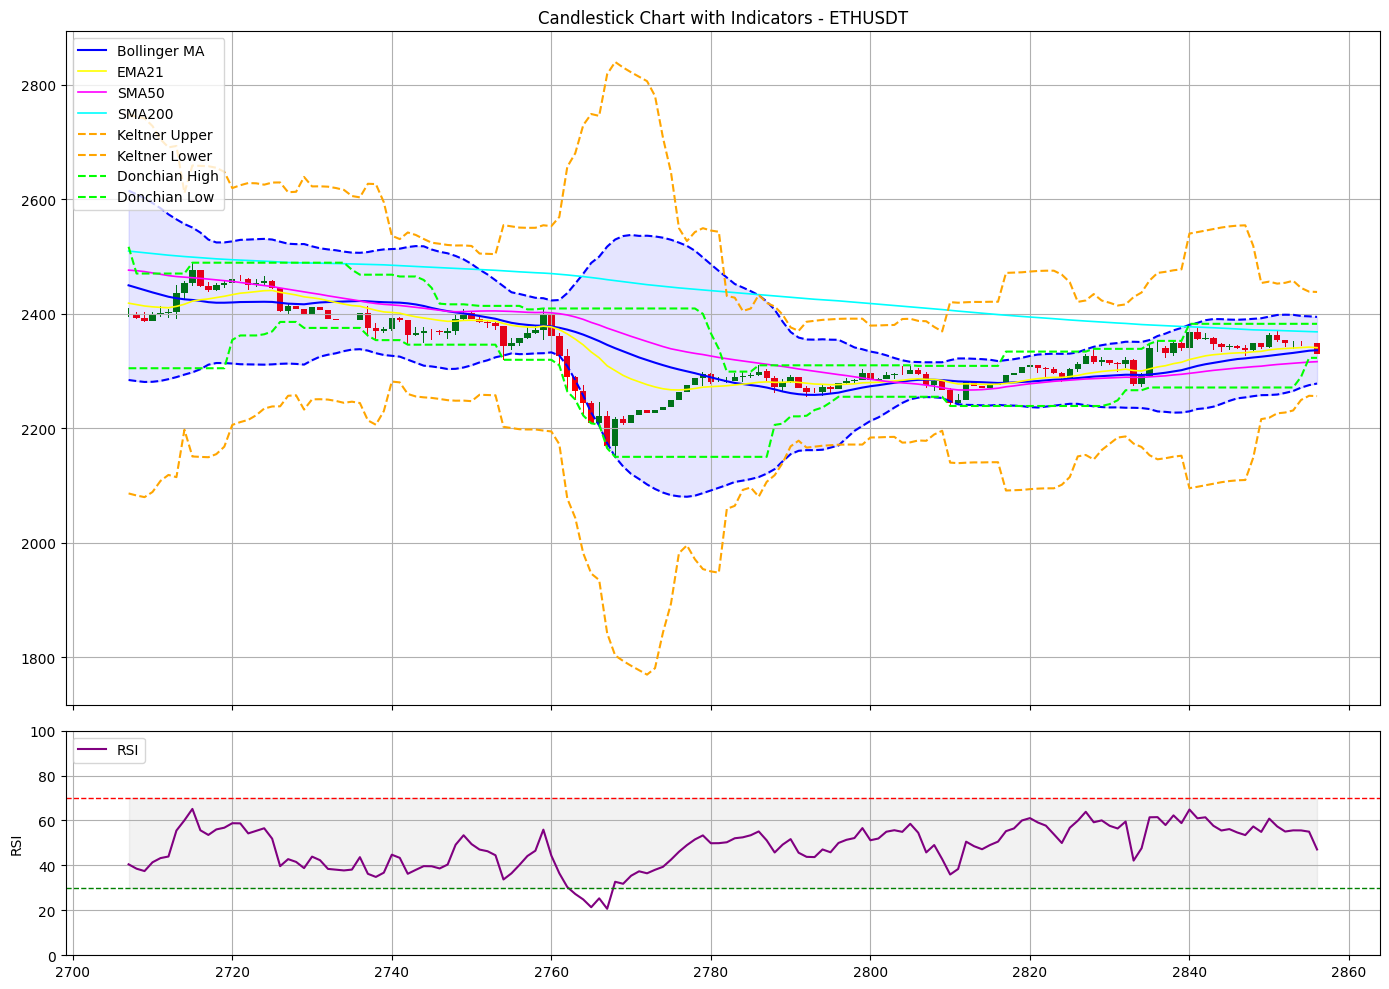 Candlestick Chart with Indicators - ETHUSDT
Bollinger MA
EMA21
SMA50
SMA200
Keltner Upper
Keltner Lower
Donchian High
Donchian Low
2800
2600
2400
2200
2000
1800
RSI
100
80
60
40
20
0
RSI
2700 2720 2740 2760 2780 2800 2820 2840 2860